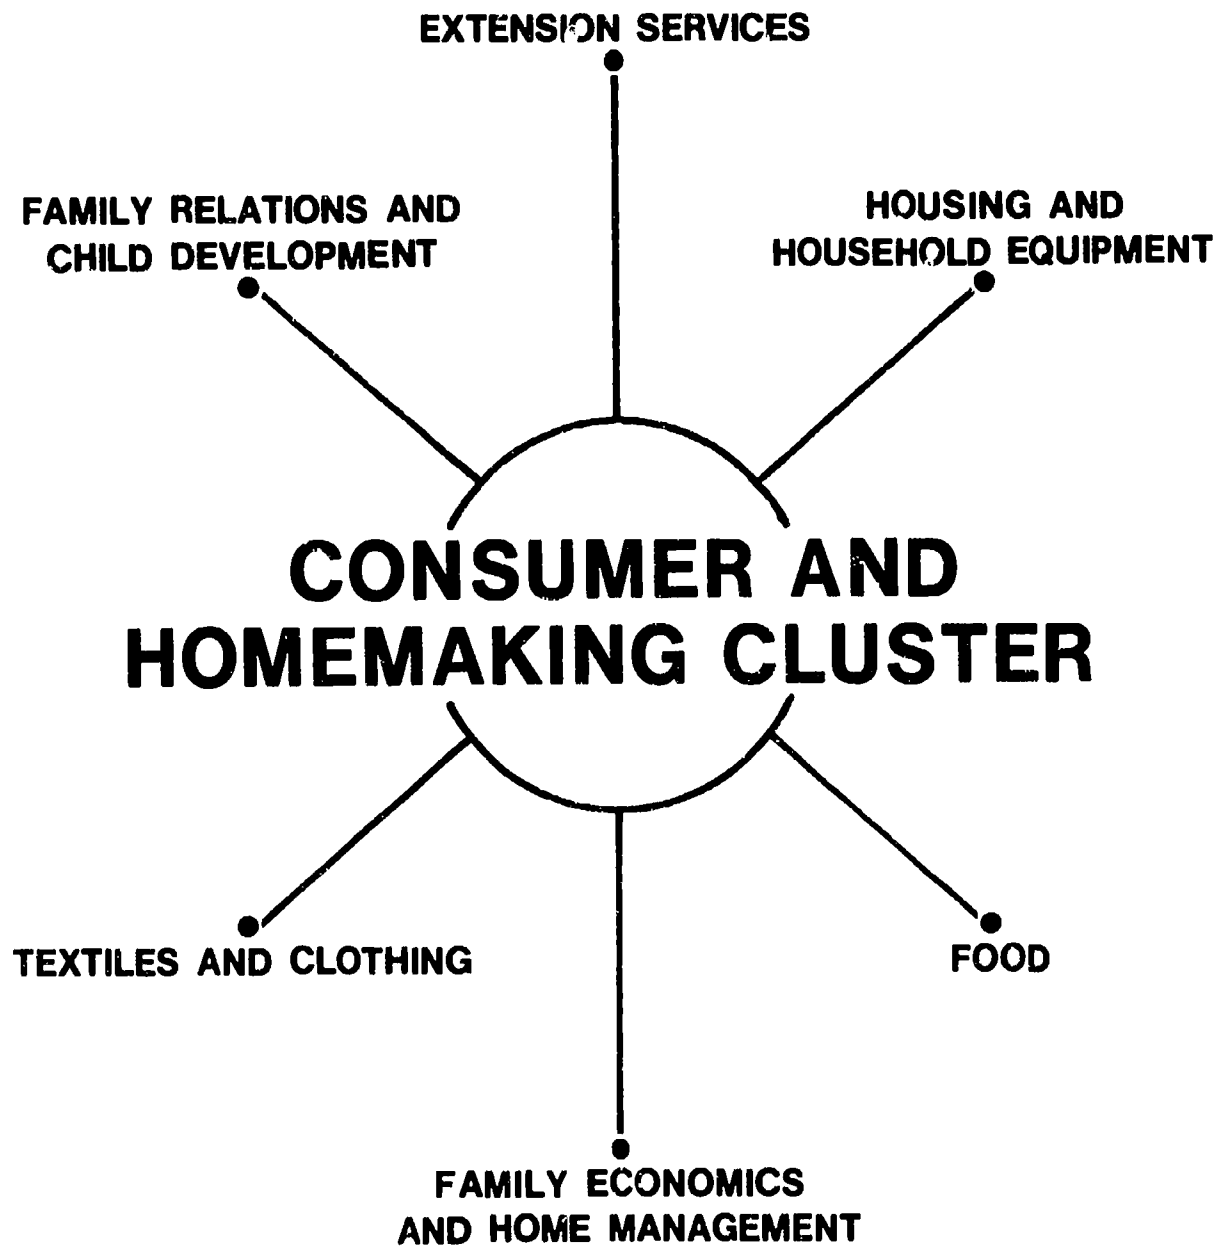 EXTENSION SERVICES
FAMILY RELATIONS AND
CHILD DEVELOPMENT
HOUSING AND
HOUSEHOLD EQUIPMENT
CONSUMER AND
HOMEMAKING CLUSTER
TEXTILES AND CLOTHING
FOOD
FAMILY ECONOMICS
AND HOME MANAGEMENT